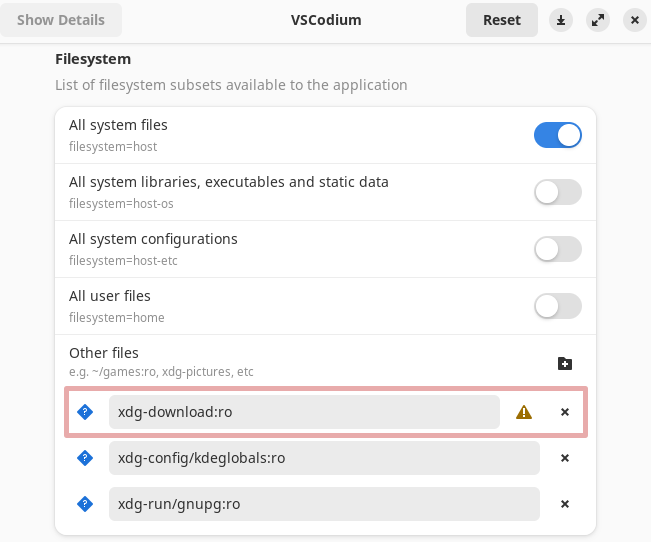 Show Details
VSCodium
Reset
Filesystem
List of filesystem subsets available to the application
All system files
filesystem=host
All system libraries, executables and static data
filesystem=host-os
All system configurations
filesystem=host-etc
All user files
filesystem=home
Other files
e.g. ~/games:ro, xdg-pictures, etc
xdg-download:ro
xdg-config/kdeglobals:ro
xdg-run/gnupg:ro